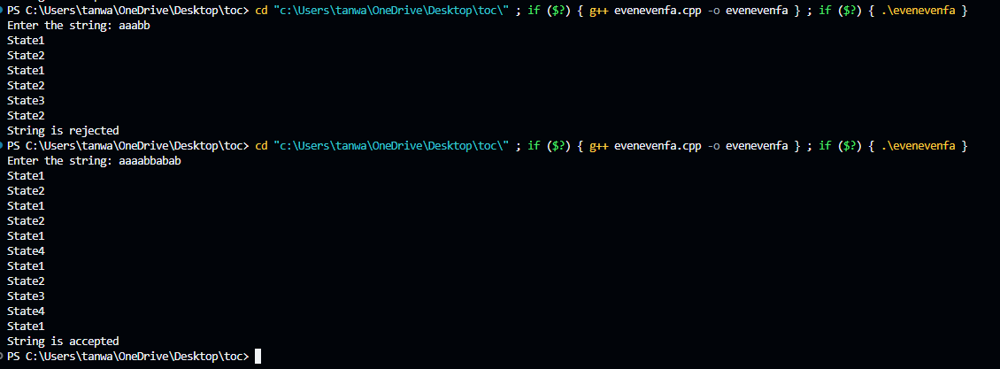 PS C:\Users\tanwa\OneDrive\Desktop\toc> cd "c:\Users\tanwa\OneDrive\Desktop\toc\" ; if ($?) { g++ evenevenfa.cpp -o evenevenfa } ; if ($?) { .\evenevenfa }
Enter the string: aaabb
State1
State2
State1
State2
State3
State2
String is rejected
PS C:\Users\tanwa\OneDrive\Desktop\toc> cd "c:\Users\tanwa\OneDrive\Desktop\toc\" ; if ($?) { g++ evenevenfa.cpp -o evenevenfa } ; if ($?) { .\evenevenfa }
Enter the string: aaaabbabab
State1
State2
State1
State2
State1
State4
State1
State2
State3
State4
State1
String is accepted
PS C:\Users\tanwa\OneDrive\Desktop\toc>